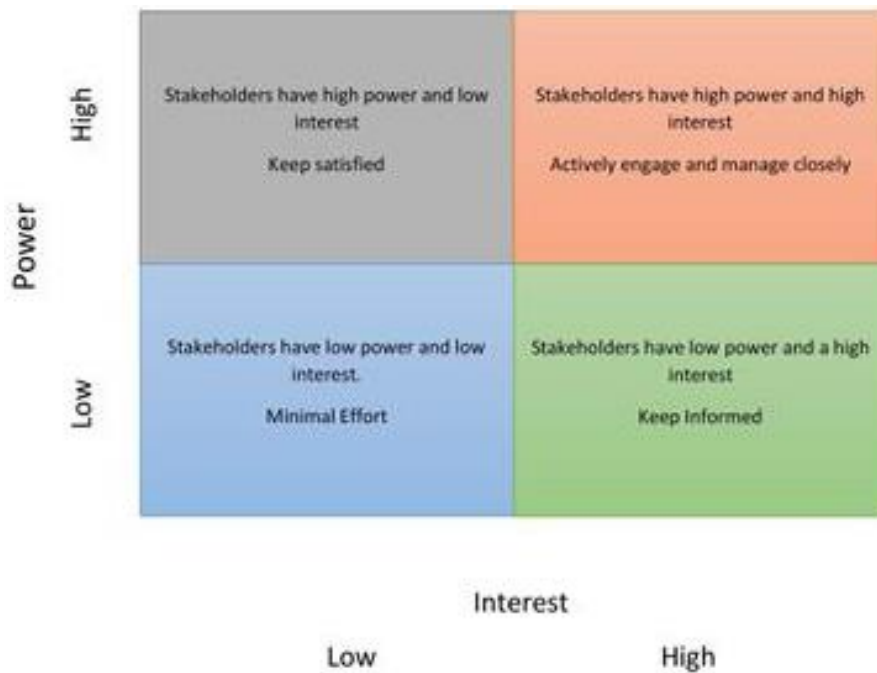 High
Stakeholders have high power and low
interest
Keep satisfied
Stakeholders have high power and high
interest
Actively engage and manage closely
Power
Low
Stakeholders have low power and low
interest.
Minimal Effort
Stakeholders have low power and a high
interest
Keep Informed
Interest
Low
High